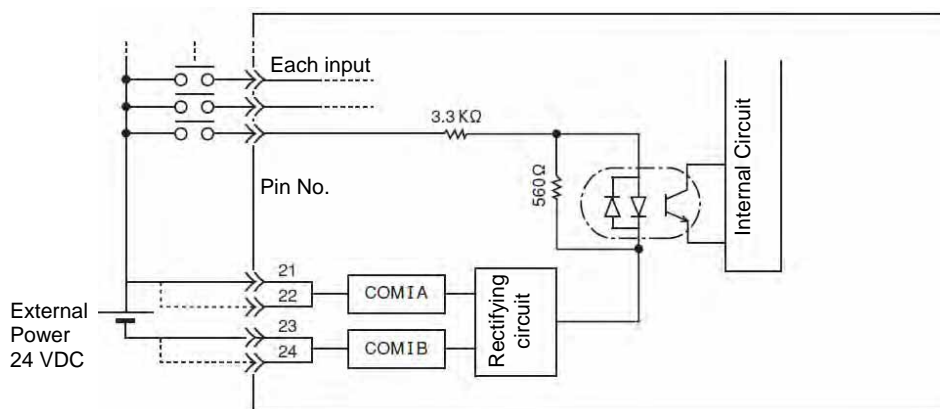 Each input
3.3 KΩ
560Ω
Internal Circuit
Pin No.
21
22
COMIA
23
24
COMIB
Rectifying
circuit
External
Power
24 VDC